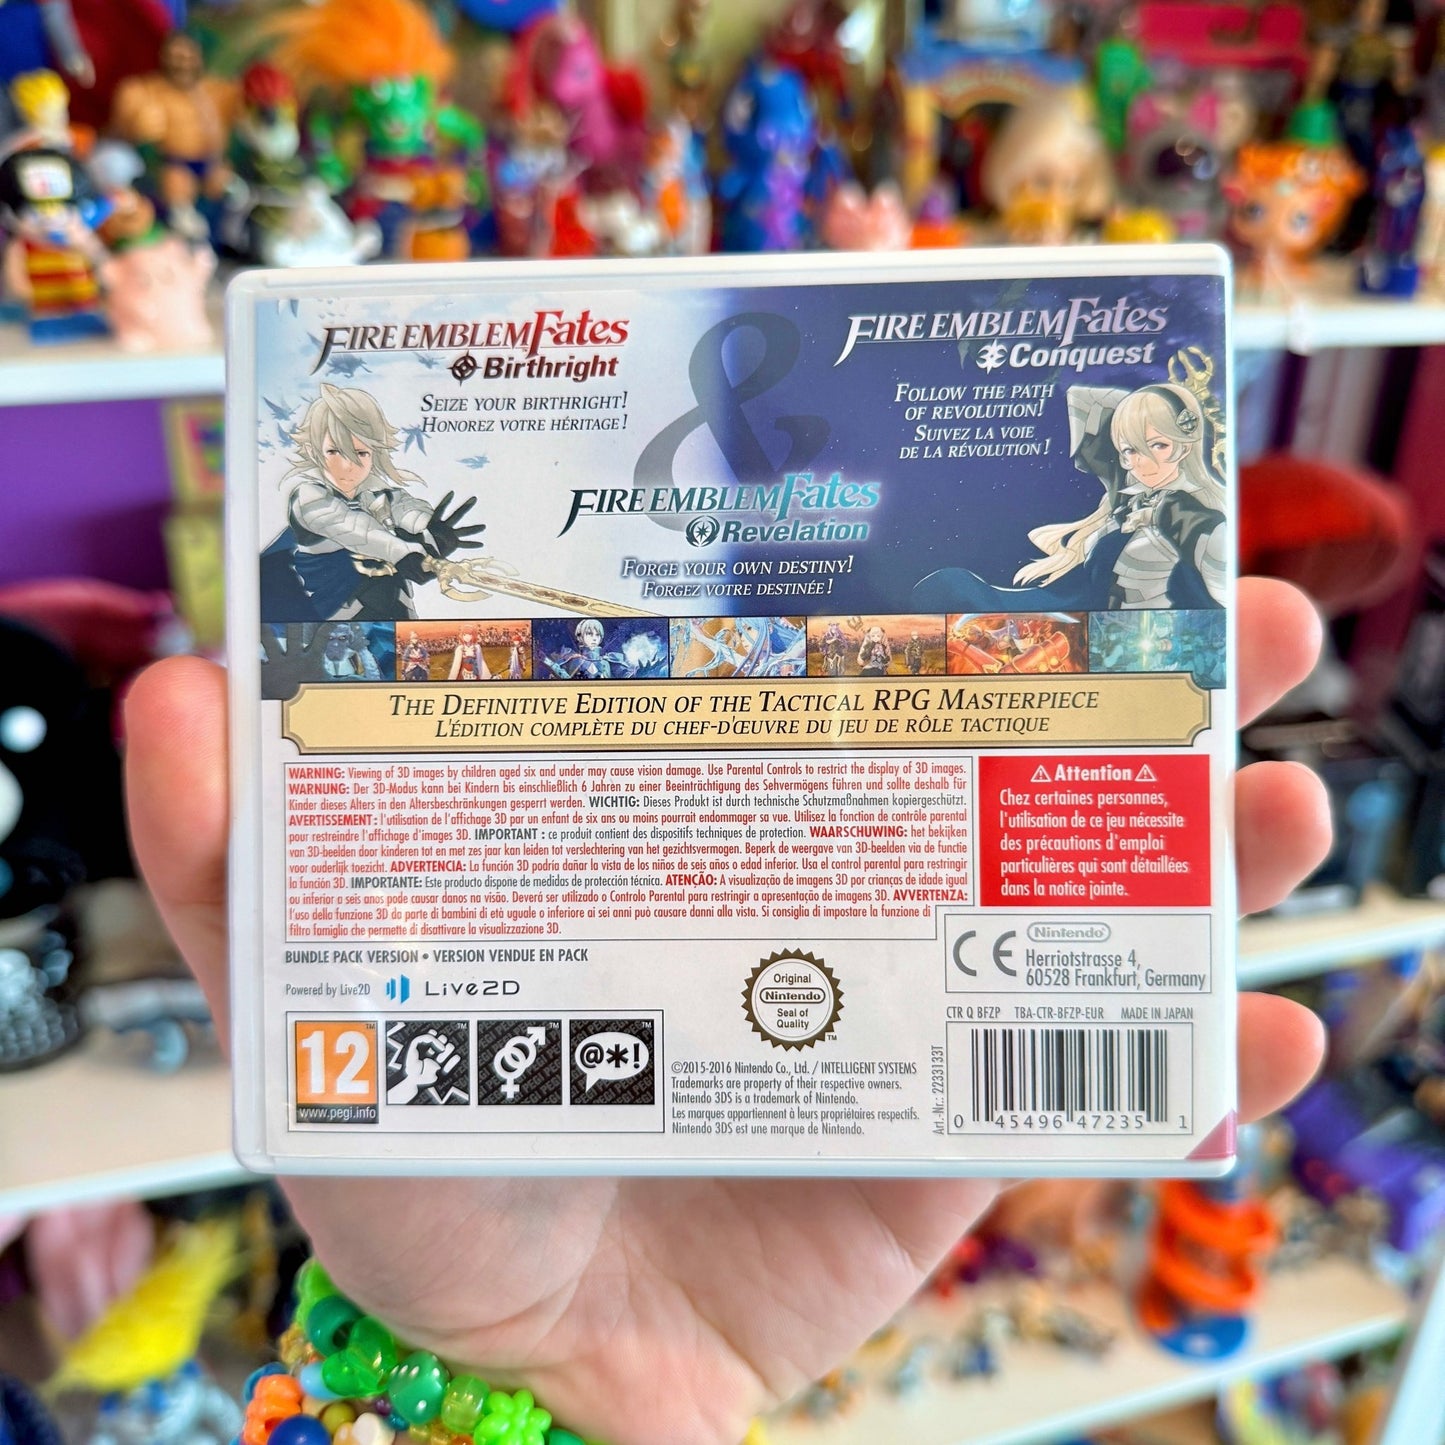 FIRE EMBLEM Fates
Birthright
SEIZE YOUR BIRTHRIGHT!
HONOREZ VOTRE HÉRITAGE !
&
FIRE EMBLEM Fates
Conquest
FOLLOW THE PATH
OF REVOLUTION!
SUIVEZ LA VOIE
DE LA RÉVOLUTION !
FIRE EMBLEM Fates
Revelation
FORGE YOUR OWN DESTINY!
FORGEZ VOTRE DESTINÉE !
THE DEFINITIVE EDITION OF THE TACTICAL RPG MASTERPIECE
L'ÉDITION COMPLÈTE DU CHEF-D'ŒUVRE DU JEU DE RÔLE TACTIQUE
WARNING: Viewing of 3D images by children aged six and under may cause vision damage. Use Parental Controls to restrict the display of 3D images.
WARNUNG: Der 3D-Modus kann bei Kindern bis einschließlich 6 Jahren zu einer Beeinträchtigung des Sehvermögens führen und sollte deshalb für
Kinder dieses Alters in den Altersbeschränkungen gesperrt werden. WICHTIG: Dieses Produkt ist durch technische Schutzmaßnahmen kopiergeschützt.
AVERTISSEMENT : l'utilisation de l'affichage 3D par un enfant de six ans ou moins pourrait endommager sa vue. Utilisez la fonction de contrôle parental
pour restreindre l'affichage d'images 3D. IMPORTANT : ce produit contient des dispositifs techniques de protection. WAARSCHUWING: het bekijken
van 3D-beelden door kinderen tot en met zes jaar kan leiden tot verslechtering van het gezichtsvermogen. Beperk de weergave van 3D-beelden via de functie
voor ouderlijk toezicht. ADVERTENCIA: La función 3D podría dañar la vista de los niños de seis años o edad inferior. Usa el control parental para restringir
la función 3D. IMPORTANTE: Este producto dispone de medidas de protección técnica. ATENÇÃO: A visualização de imagens 3D por crianças de idade igual
ou inferior a seis anos pode causar danos na visão. Deverá ser utilizado o Controlo Parental para restringir a apresentação de imagens 3D. AVVERTENZA:
l'uso della funzione 3D da parte di bambini di età uguale o inferiore ai sei anni può causare danni alla vista. Si consiglia di impostare la funzione di
filtro famiglia che permette di disattivare la visualizzazione 3D.
Attention
Chez certaines personnes,
l'utilisation de ce jeu nécessite
des précautions d'emploi
particulières qui sont détaillées
dans la notice jointe.
BUNDLE PACK VERSION • VERSION VENDUE EN PACK
Powered by Live2D Live2D
CE
Nintendo
Herriotstrasse 4,
60528 Frankfurt, Germany
Original
Nintendo
Seal of
Quality
TM
CTR Q BFZP TBA-CTR-BFZP-EUR MADE IN JAPAN
12
www.pegi.info
@*!
©2015-2016 Nintendo Co., Ltd. / INTELLIGENT SYSTEMS
Trademarks are property of their respective owners.
Nintendo 3DS is a trademark of Nintendo.
Les marques appartiennent à leurs propriétaires respectifs.
Nintendo 3DS est une marque de Nintendo.
Art.-Nr.: 2233133T
0 45496 47235 1